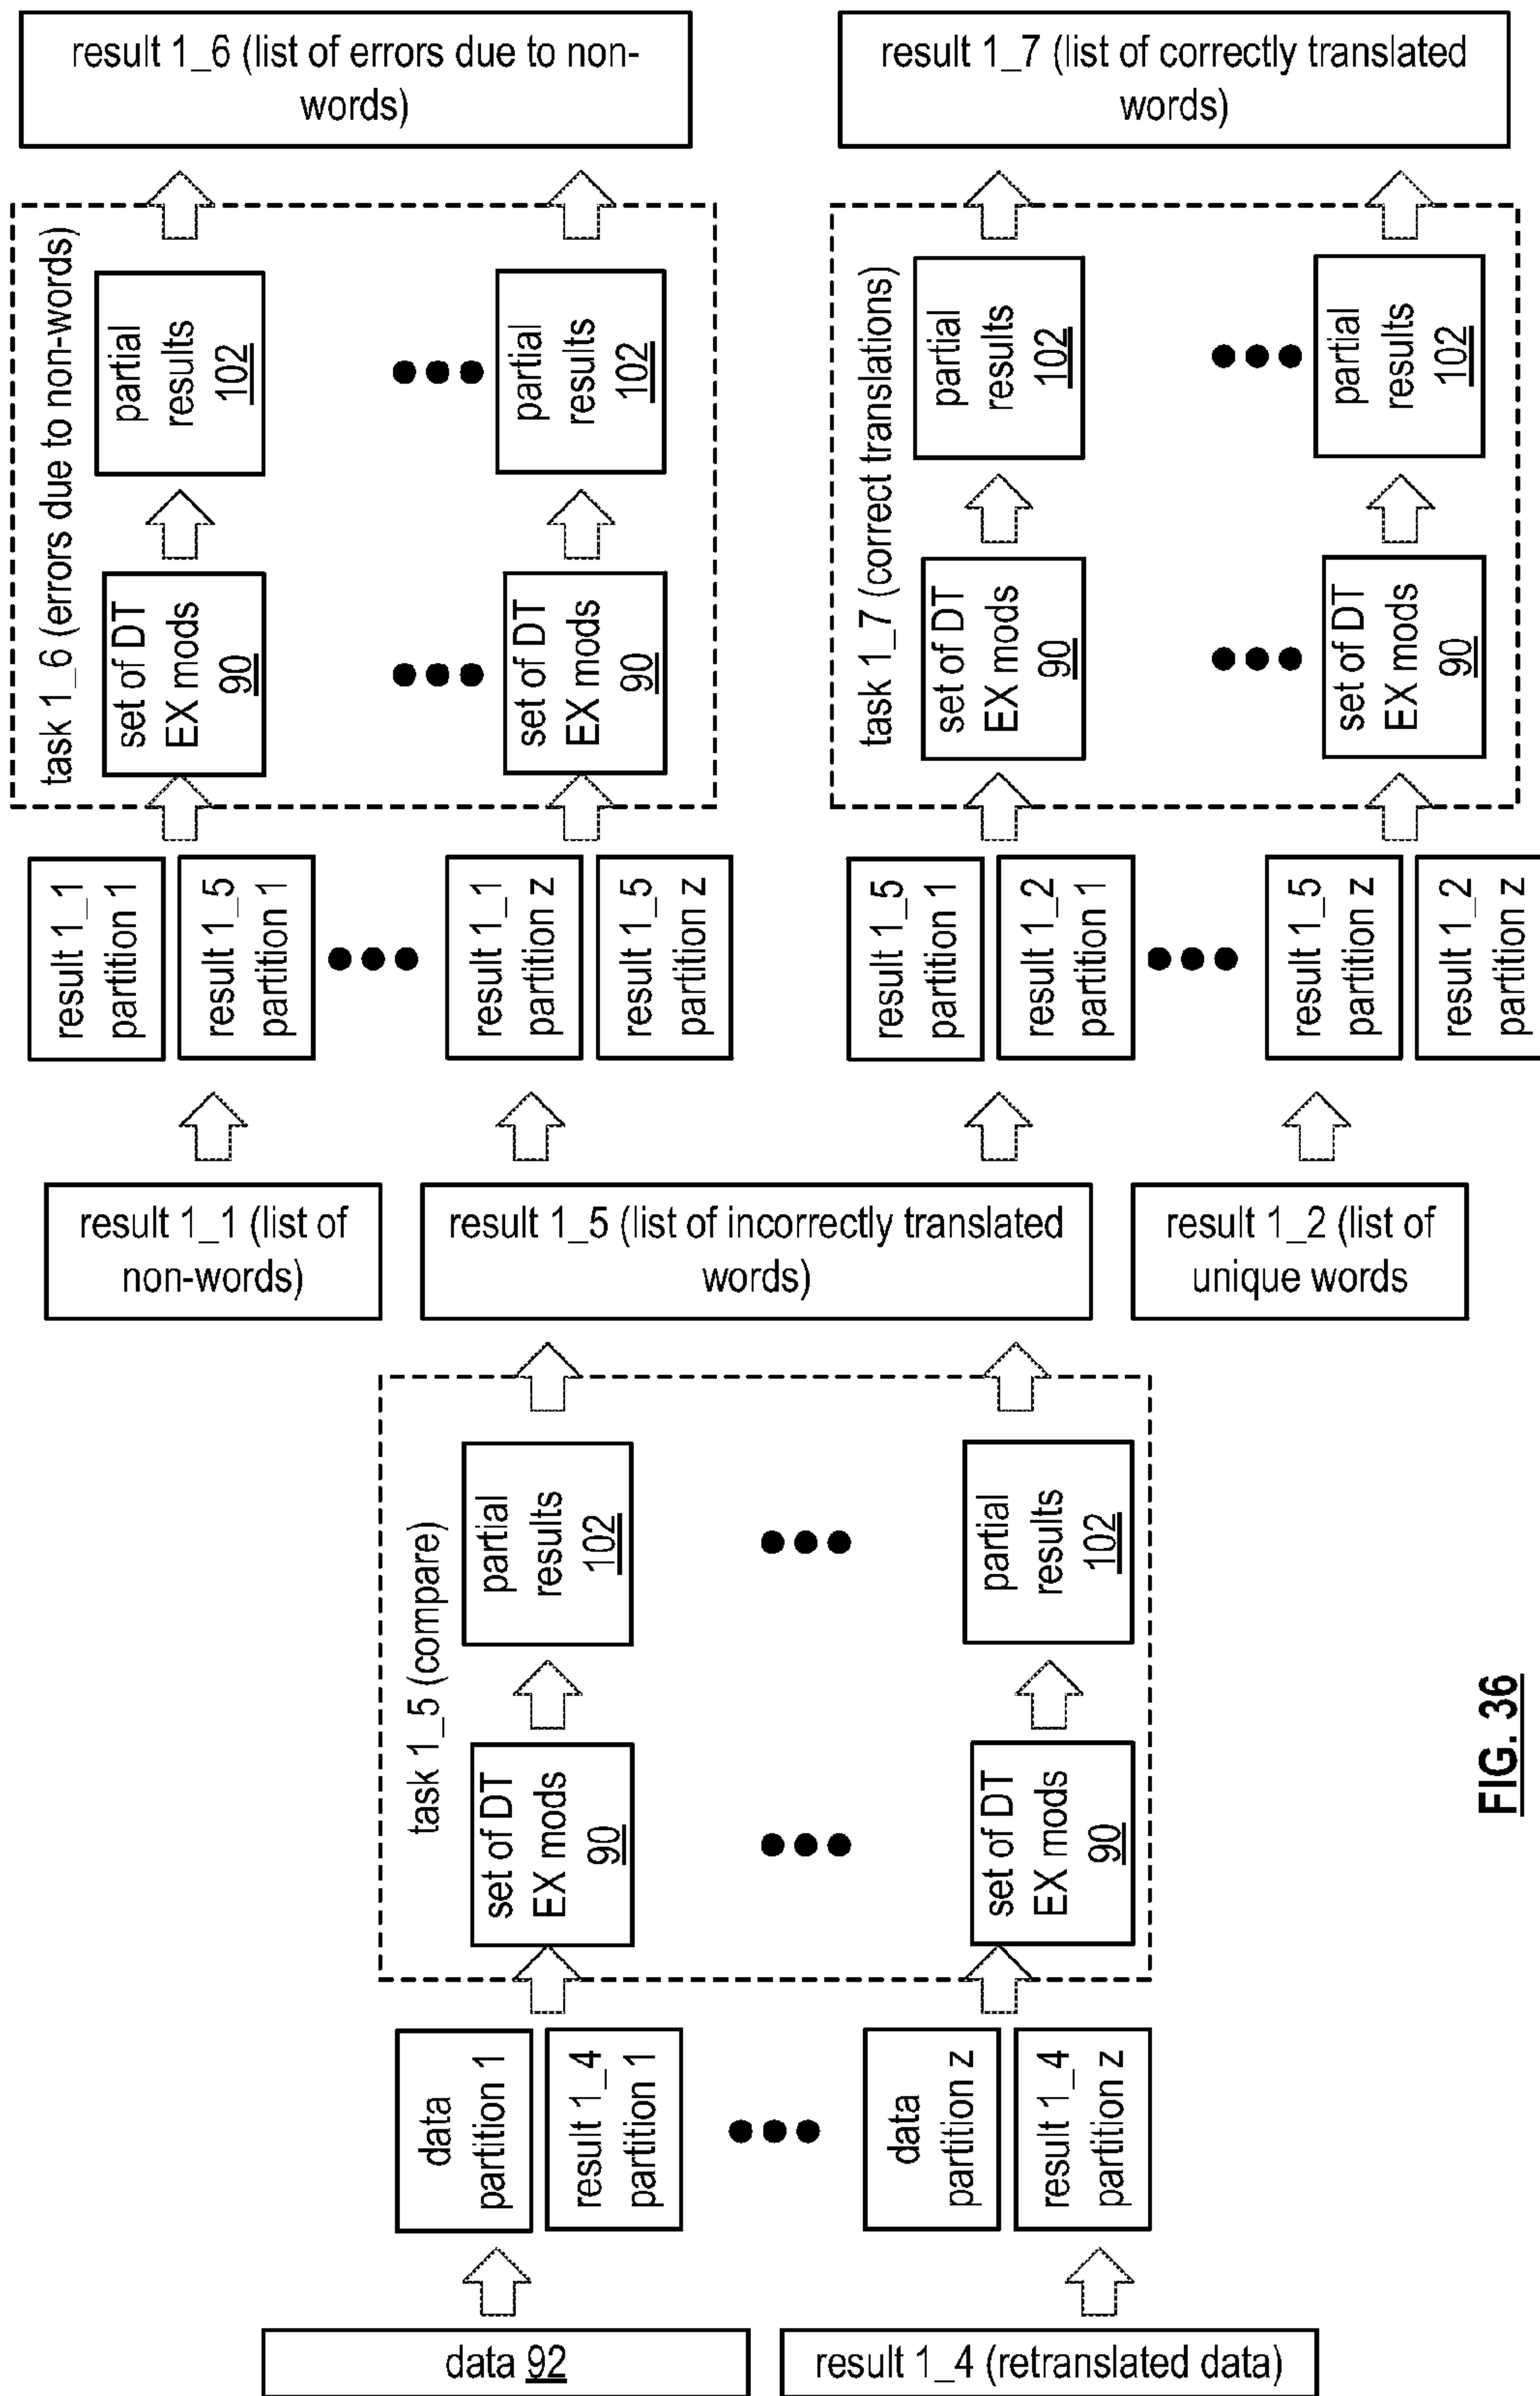 data 92
result 1_4 (retranslated data)
data
partition 1
result 1_4
partition 1
data
partition z
result 1_4
partition z
task 1_5 (compare)
set of DT
EX mods
90
partial
results
102
set of DT
EX mods
90
partial
results
102
result 1_1 (list of
non-words)
result 1_5 (list of incorrectly translated
words)
result 1_2 (list of
unique words
result 1_1
partition 1
result 1_5
partition 1
result 1_1
partition z
result 1_5
partition z
task 1_6 (errors due to non-words)
set of DT
EX mods
90
partial
results
102
set of DT
EX mods
90
partial
results
102
result 1_6 (list of errors due to non-
words)
result 1_5
partition 1
result 1_2
partition 1
result 1_5
partition z
result 1_2
partition z
task 1_7 (correct translations)
set of DT
EX mods
90
partial
results
102
set of DT
EX mods
90
partial
results
102
result 1_7 (list of correctly translated
words)
FIG. 36